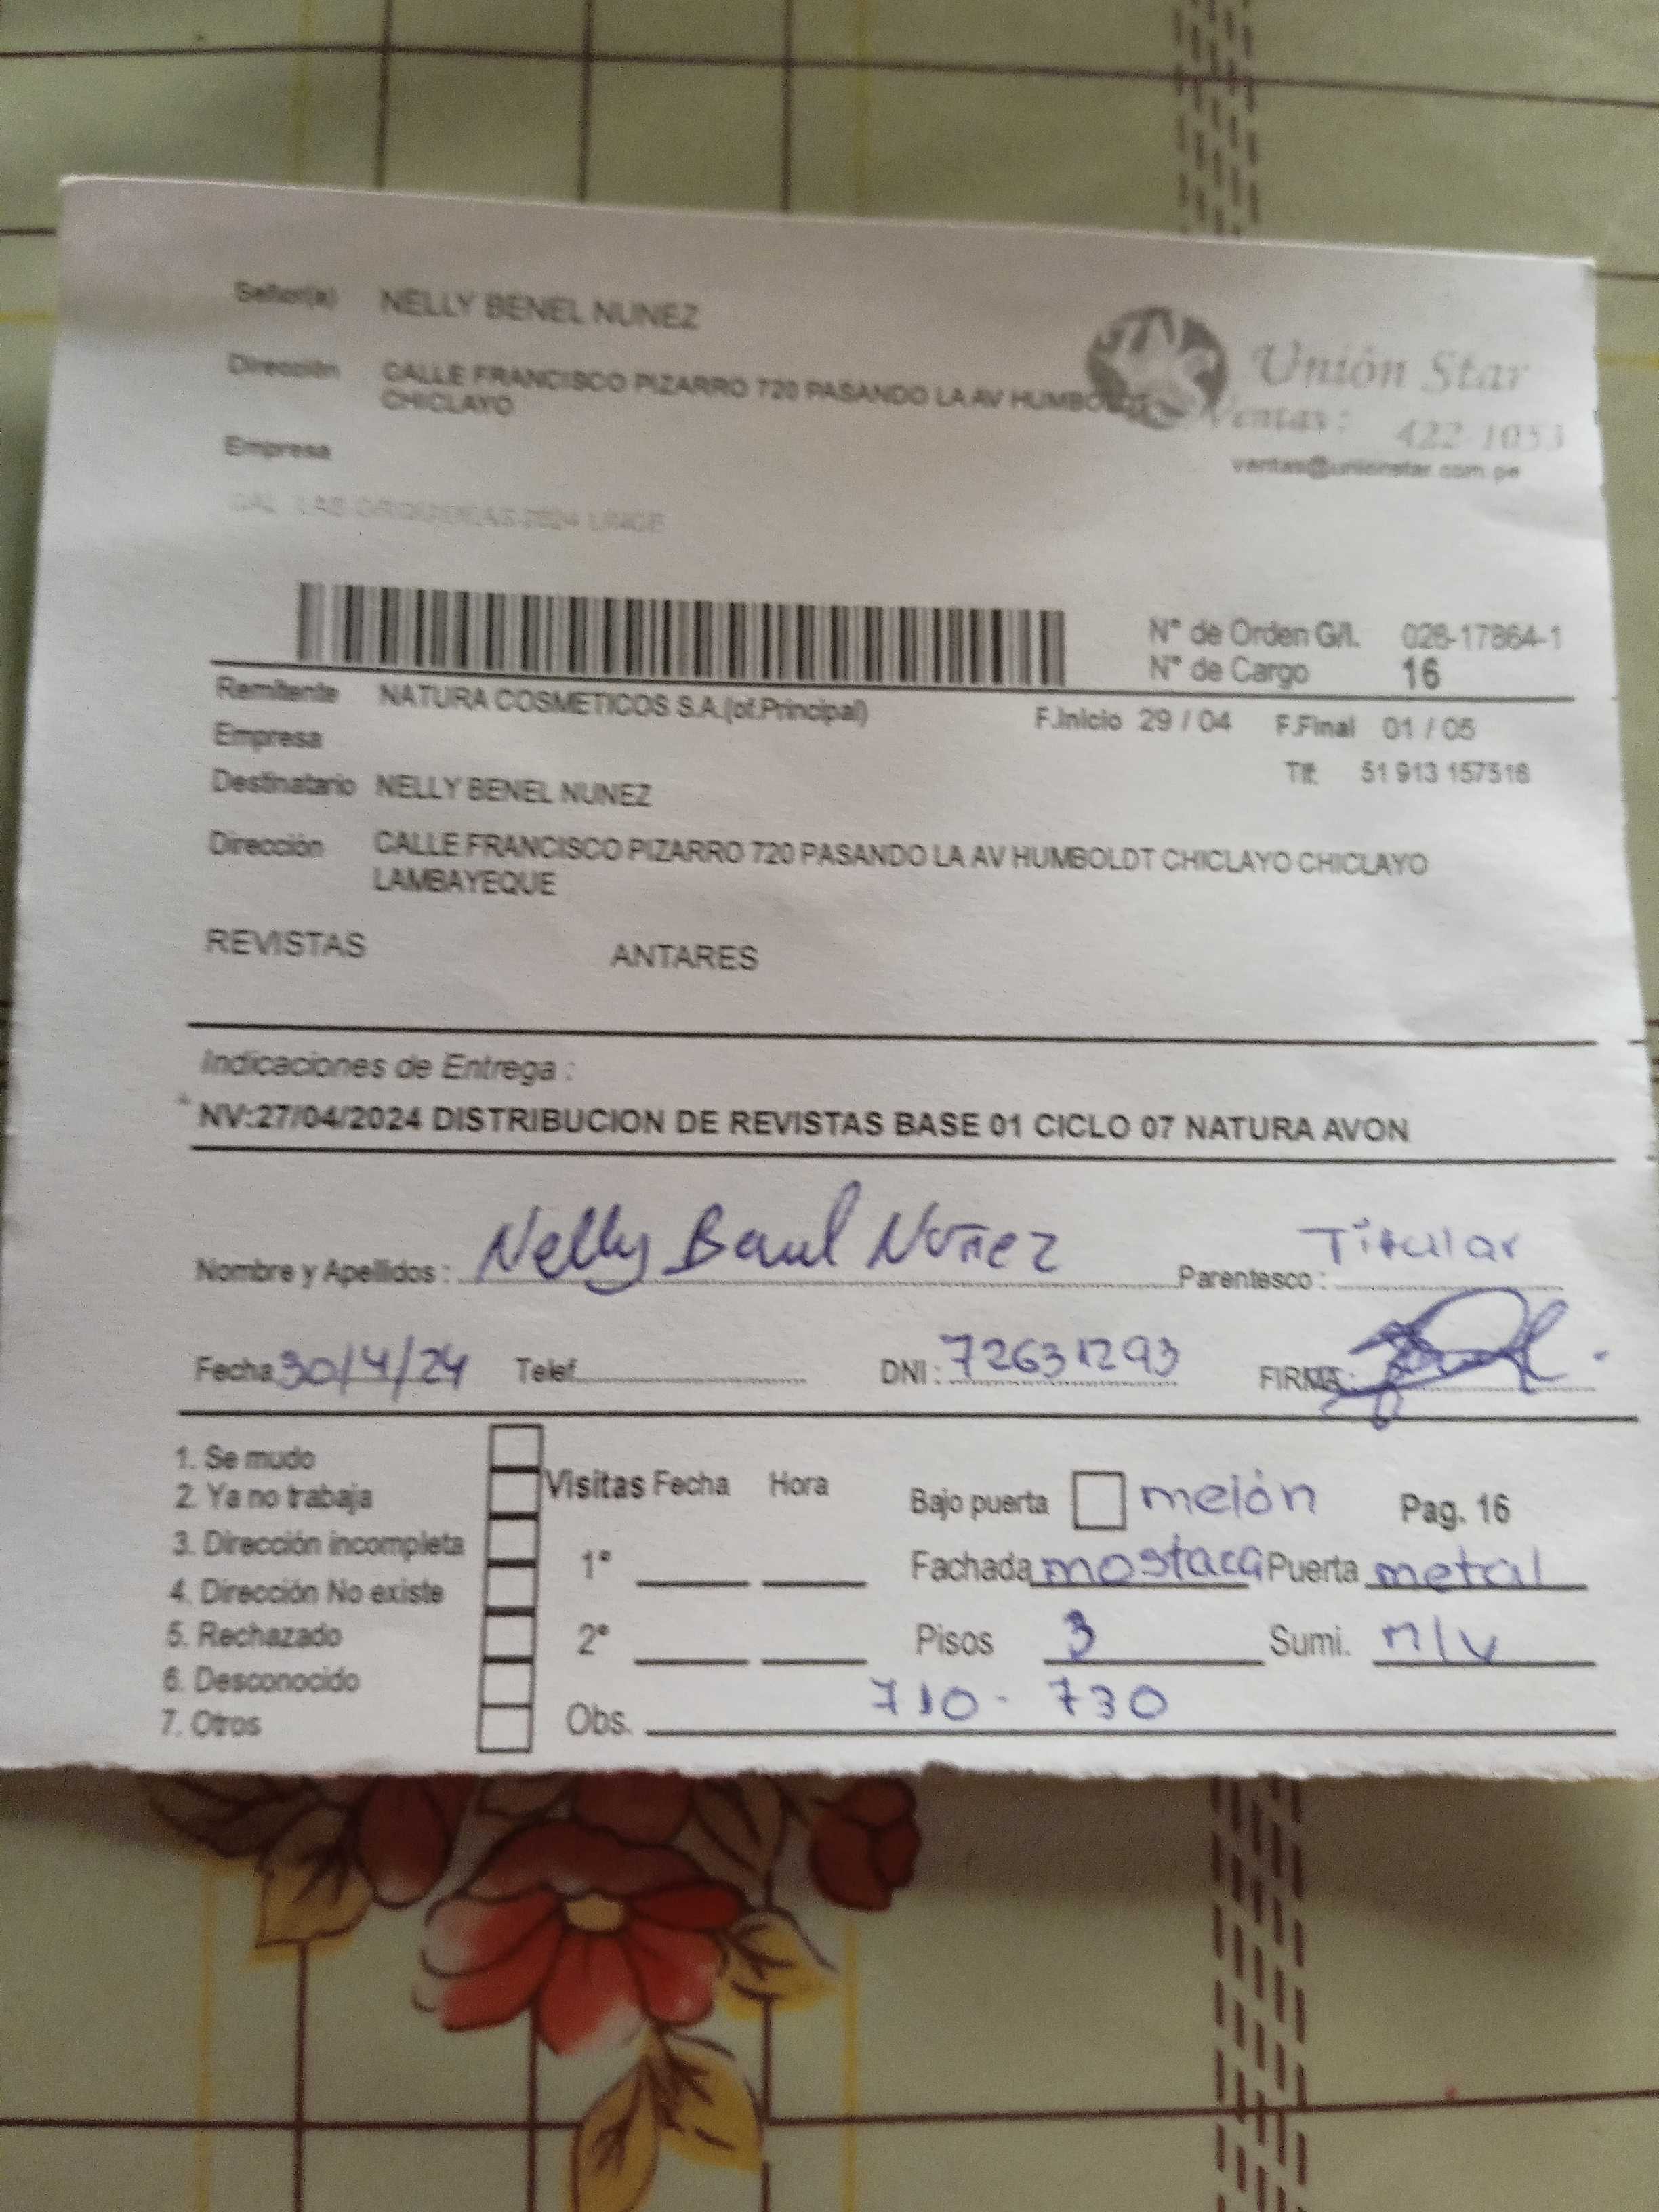 Señor(a) NELLY BENEL NUNEZ
Dirección CALLE FRANCISCO PIZARRO 720 PASANDO LA AV HUMBOLDT
CHICLAYO
Unión Star
Ventas: 422-1053
ventas@unionstar.com.pe
Empresa
CAL LAS ORQUIDEAS 2624 LINCE
N° de Orden G/I. 026-17864-1
N° de Cargo 16
Remitente NATURA COSMETICOS S.A.(of.Principal)
F.Inicio 29 / 04 F.Final 01 / 05
Empresa
Tlf: 51 913 157516
Destinatario NELLY BENEL NUNEZ
Dirección CALLE FRANCISCO PIZARRO 720 PASANDO LA AV HUMBOLDT CHICLAYO CHICLAYO
LAMBAYEQUE
REVISTAS ANTARES
Indicaciones de Entrega :
* NV:27/04/2024 DISTRIBUCION DE REVISTAS BASE 01 CICLO 07 NATURA AVON
Nombre y Apellidos : Nelly Benel Nuñez Parentesco : Titular
Fecha 30/4/24 Telef. DNI : 72631293 FIRMA:
1. Se mudo
2. Ya no trabaja
3. Dirección incompleta
4. Dirección No existe
5. Rechazado
6. Desconocido
7. Otros
Visitas Fecha Hora
1°
2°
Bajo puerta melón Pag. 16
Fachada mostaca Puerta metal
Pisos 3 Sumi. n/v
Obs. 710 - 730